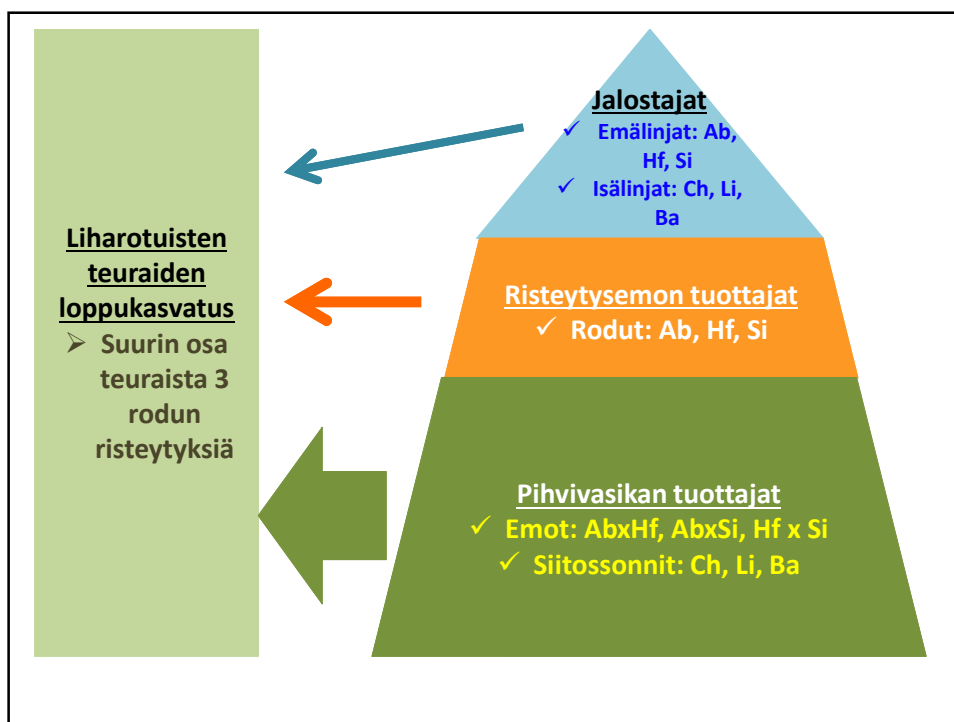 Liharotuisten
teuraiden
loppukasvatus
➢ Suurin osa
teuraista 3
rodun
risteytyksiä
Jalostajat
✓ Emälinjat: Ab,
Hf, Si
✓ Isälinjat: Ch, Li,
Ba
Risteytysemon tuottajat
✓ Rodut: Ab, Hf, Si
Pihvivasikan tuottajat
✓ Emot: AbxHf, AbxSi, Hf x Si
✓ Siitossonnit: Ch, Li, Ba